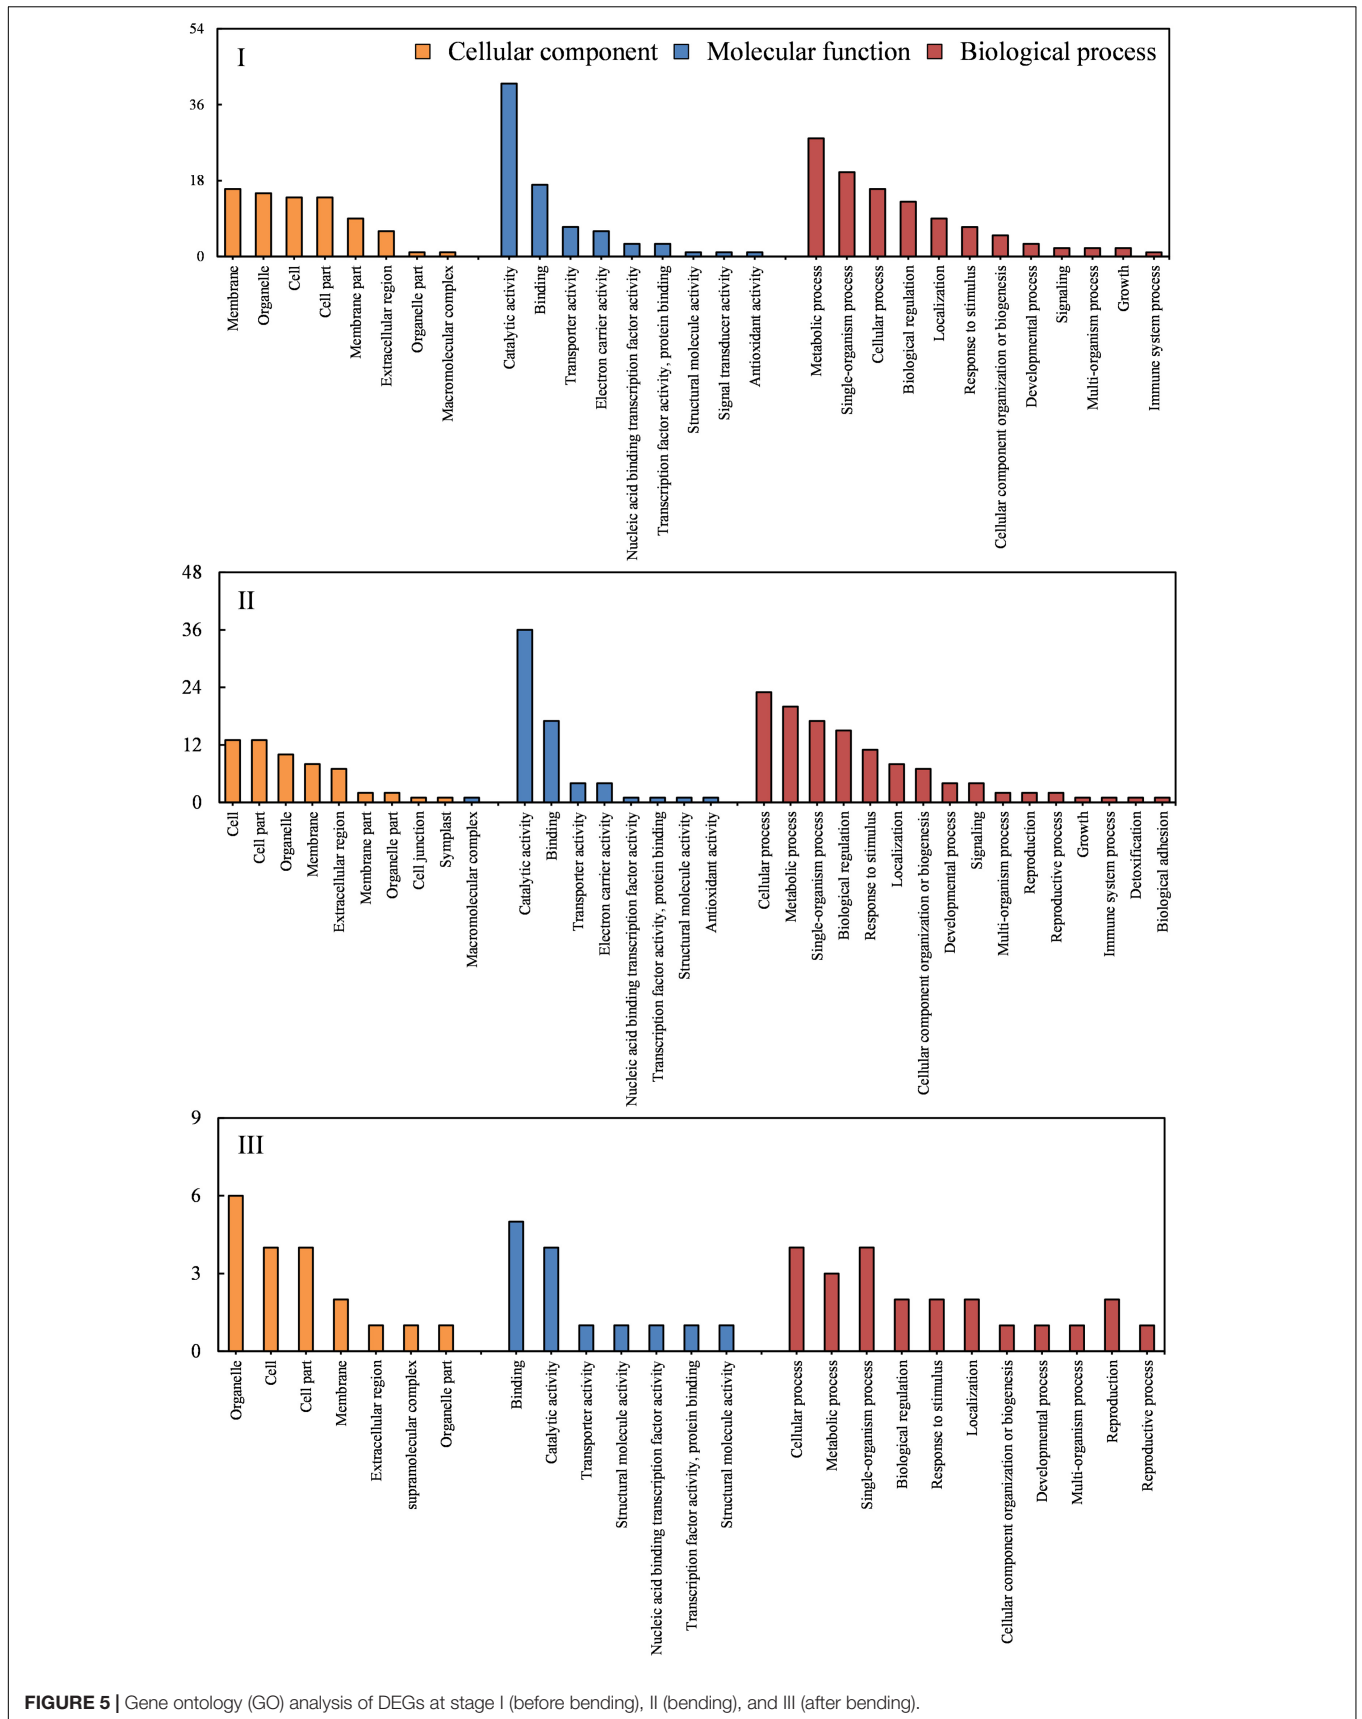 54
I
Cellular component Molecular function Biological process
36
18
0
Membrane
Organelle
Cell
Cell part
Membrane part
Extracellular region
Organelle part
Macromolecular complex
Catalytic activity
Binding
Transporter activity
Electron carrier activity
Nucleic acid binding transcription factor activity
Transcription factor activity, protein binding
Structural molecule activity
Signal transducer activity
Antioxidant activity
Metabolic process
Single-organism process
Cellular process
Biological regulation
Localization
Response to stimulus
Cellular component organization or biogenesis
Developmental process
Signaling
Multi-organism process
Growth
Immune system process
48
II
36
24
12
0
Cell
Cell part
Organelle
Membrane
Extracellular region
Membrane part
Organelle part
Cell junction
Symplast
Macromolecular complex
Catalytic activity
Binding
Transporter activity
Electron carrier activity
Nucleic acid binding transcription factor activity
Transcription factor activity, protein binding
Structural molecule activity
Antioxidant activity
Cellular process
Metabolic process
Single-organism process
Biological regulation
Response to stimulus
Localization
Cellular component organization or biogenesis
Developmental process
Signaling
Multi-organism process
Reproduction
Reproductive process
Growth
Immune system process
Detoxification
Biological adhesion
9
III
6
3
0
Organelle
Cell
Cell part
Membrane
Extracellular region
supramolecular complex
Organelle part
Binding
Catalytic activity
Transporter activity
Structural molecule activity
Nucleic acid binding transcription factor activity
Transcription factor activity, protein binding
Structural molecule activity
Cellular process
Metabolic process
Single-organism process
Biological regulation
Response to stimulus
Localization
Cellular component organization or biogenesis
Developmental process
Multi-organism process
Reproduction
Reproductive process
FIGURE 5 | Gene ontology (GO) analysis of DEGs at stage I (before bending), II (bending), and III (after bending).